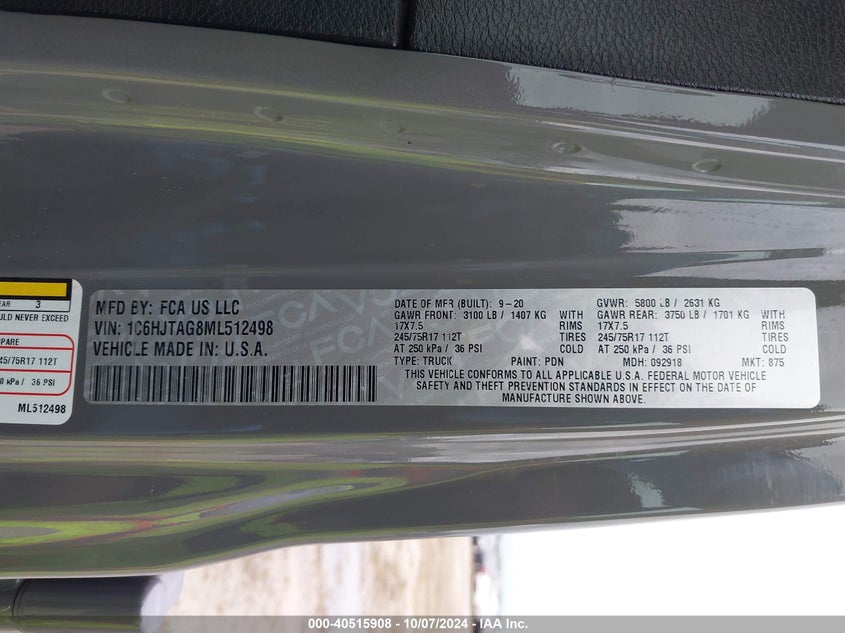 EAR 3
OULD NEVER EXCEED
PARE
245/75R17 112T
0 kPa / 36 PSI
ML512498
MFD BY: FCA US LLC
VIN: 1C6HJTAG8ML512498
VEHICLE MADE IN: U.S.A.
DATE OF MFR (BUILT): 9-20
GAWR FRONT: 3100 LB / 1407 KG WITH
17X7.5 RIMS
245/75R17 112T
AT 250 kPa / 36 PSI COLD
TYPE: TRUCK PAINT: PDN
GVWR: 5800 LB / 2631 KG
GAWR REAR: 3750 LB / 1701 KG WITH
17X7.5 RIMS
245/75R17 112T
AT 250 kPa / 36 PSI COLD
MDH: 092918 MKT: 875
THIS VEHICLE CONFORMS TO ALL APPLICABLE U.S.A. FEDERAL MOTOR VEHICLE
SAFETY AND THEFT PREVENTION STANDARDS IN EFFECT ON THE DATE OF
MANUFACTURE SHOWN ABOVE.
000-40515908 - 10/07/2024 - IAA Inc.